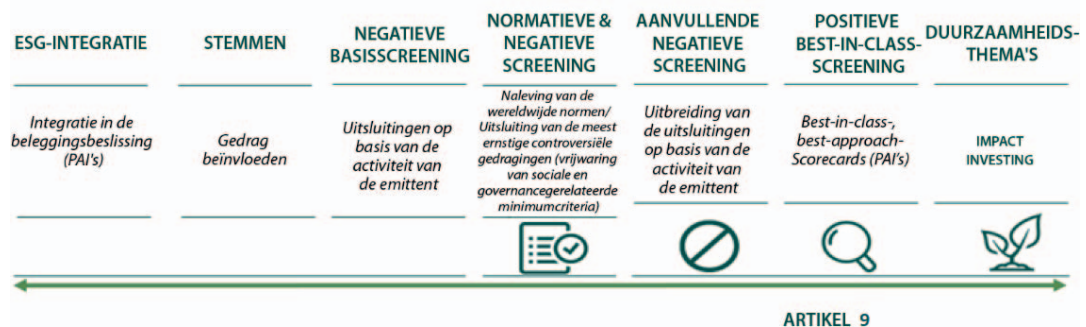 ESG-INTEGRATIE
Integratie in de
beleggingsbeslissing
(PAI's)
STEMMEN
Gedrag
beïnvloeden
NEGATIEVE
BASISSCREENING
Uitsluitingen op
basis van de
activiteit van
de emittent
NORMATIEVE &
NEGATIEVE
SCREENING
Naleving van de
wereldwijde normen/
Uitsluiting van de meest
ernstige controversiële
gedragingen (vrijwaring
van sociale en
governancegerelateerde
minimumcriteria)
AANVULLENDE
NEGATIEVE
SCREENING
Uitbreiding van
de uitsluitingen
op basis van de
activiteit van
de emittent
POSITIEVE
BEST-IN-CLASS-
SCREENING
Best-in-class-,
best-approach-
Scorecards (PAI's)
DUURZAAMHEIDS-
THEMA'S
IMPACT
INVESTING
ARTIKEL 9